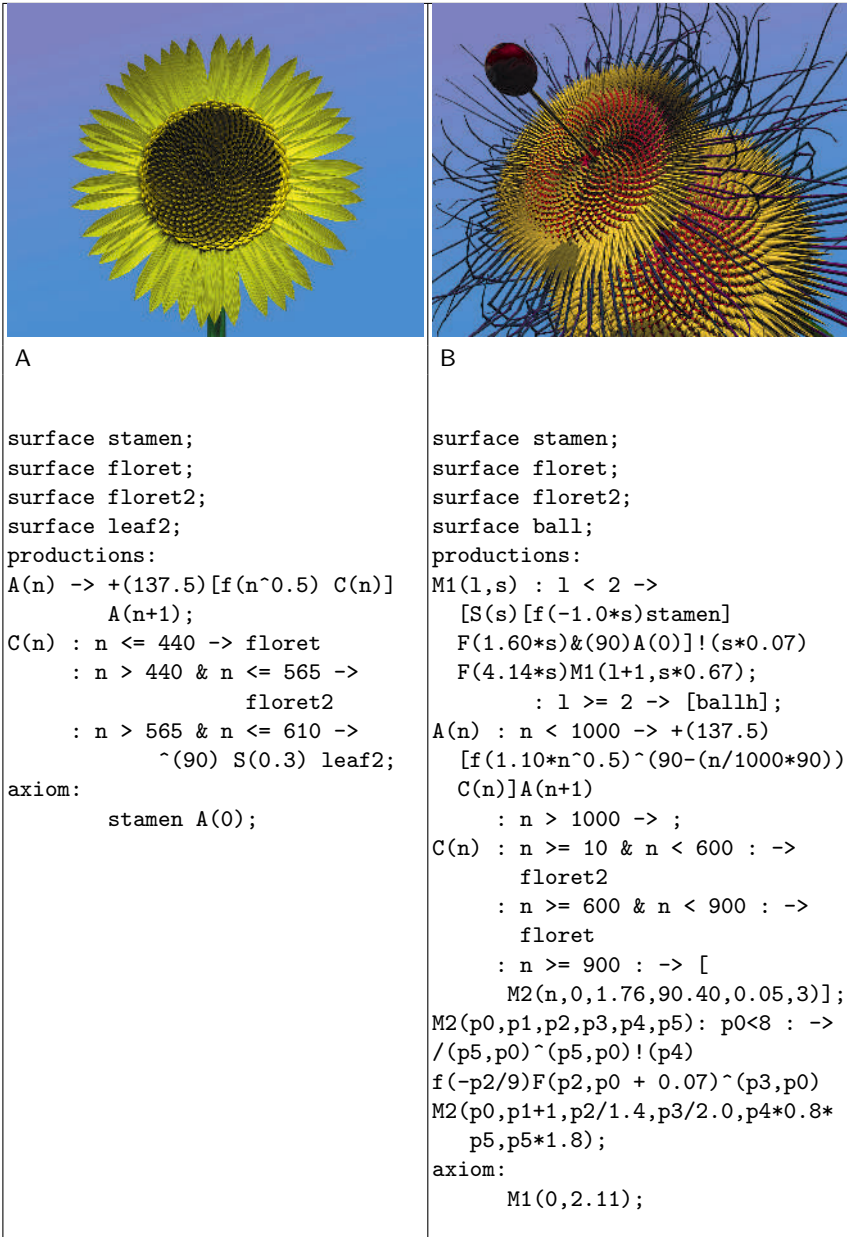 A
surface stamen;
surface floret;
surface floret2;
surface leaf2;
productions:
A(n) -> +(137.5)[f(n^0.5) C(n)]
A(n+1);
C(n) : n <= 440 -> floret
: n > 440 & n <= 565 ->
floret2
: n > 565 & n <= 610 ->
^(90) S(0.3) leaf2;
axiom:
stamen A(0);
B
surface stamen;
surface floret;
surface floret2;
surface ball;
productions:
M1(l,s) : l < 2 ->
[S(s)[f(-1.0*s)stamen]
F(1.60*s)&(90)A(0)]!(s*0.07)
F(4.14*s)M1(l+1,s*0.67);
: l >= 2 -> [ballh];
A(n) : n < 1000 -> +(137.5)
[f(1.10*n^0.5)^(90-(n/1000*90))
C(n)]A(n+1)
: n > 1000 -> ;
C(n) : n >= 10 & n < 600 : ->
floret2
: n >= 600 & n < 900 : ->
floret
: n >= 900 : -> [
M2(n,0,1.76,90.40,0.05,3)];
M2(p0,p1,p2,p3,p4,p5): p0<8 : ->
/(p5,p0)^(p5,p0)!(p4)
f(-p2/9)F(p2,p0 + 0.07)^(p3,p0)
M2(p0,p1+1,p2/1.4,p3/2.0,p4*0.8*
p5,p5*1.8);
axiom:
M1(0,2.11);